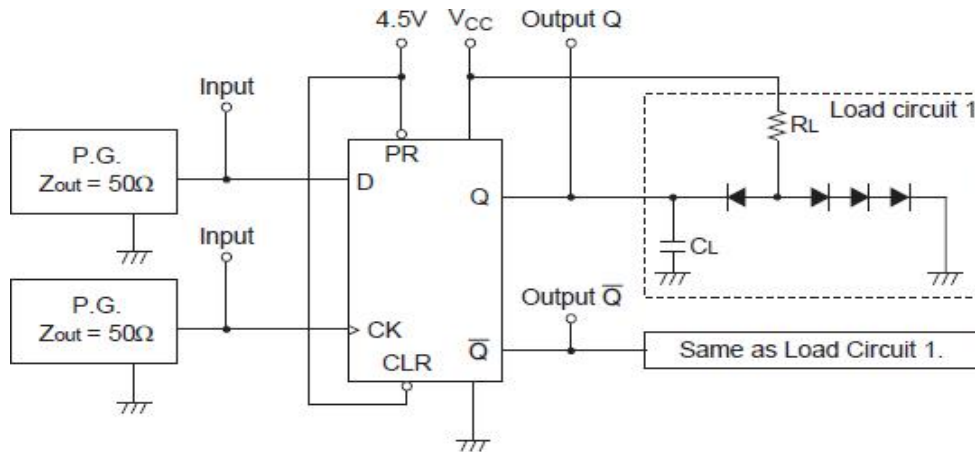 4.5V
VCC
Output Q
Input
Load circuit 1
RL
P.G.
Zout = 50Ω
PR
D
Q
Input
CL
P.G.
Zout = 50Ω
Output Q̅
CK
Q̅
CLR
Same as Load Circuit 1.